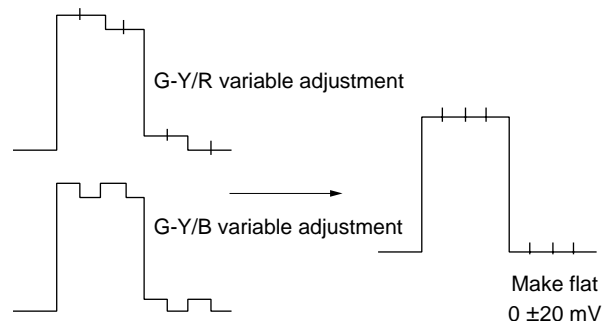 G-Y/R variable adjustment
G-Y/B variable adjustment
Make flat
0 ±20 mV